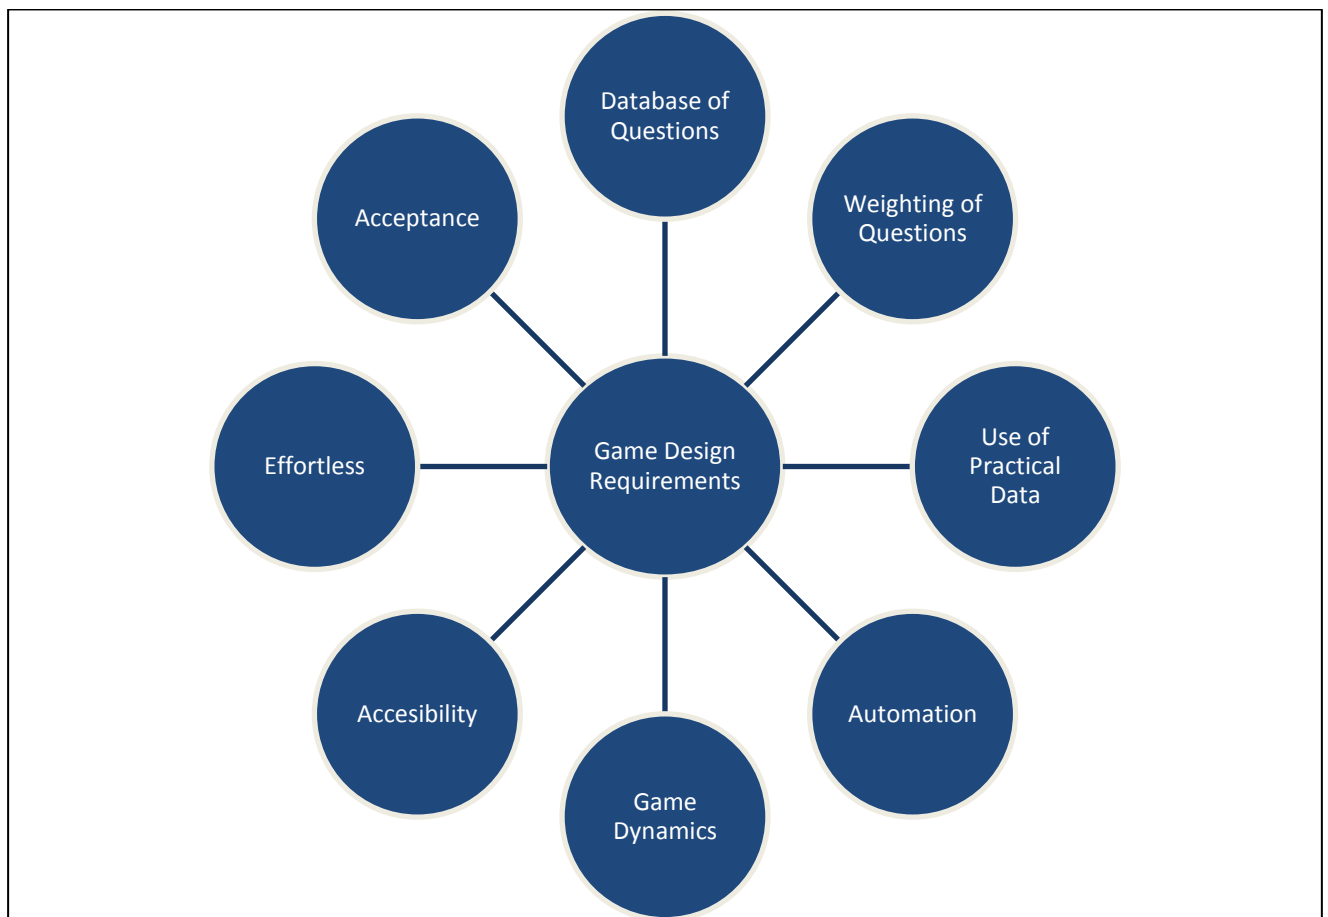 Database of
Questions
Acceptance
Weighting of
Questions
Effortless
Game Design
Requirements
Use of
Practical
Data
Accesibility
Automation
Game
Dynamics